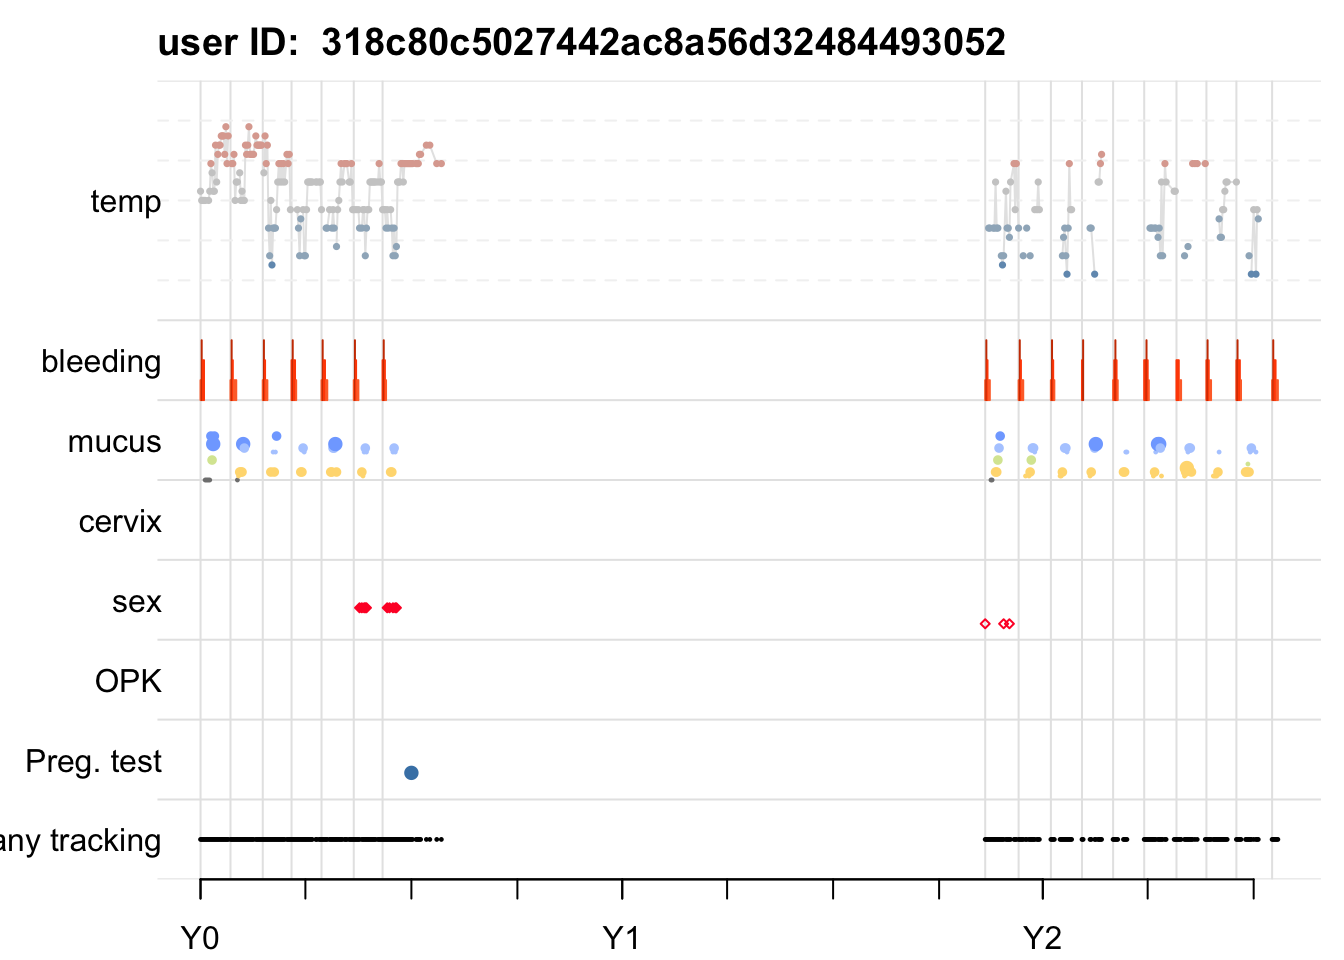 user ID:  318c80c5027442ac8a56d32484493052
temp
bleeding
mucus
cervix
sex
OPK
Preg. test
any tracking
Y0 Y1 Y2